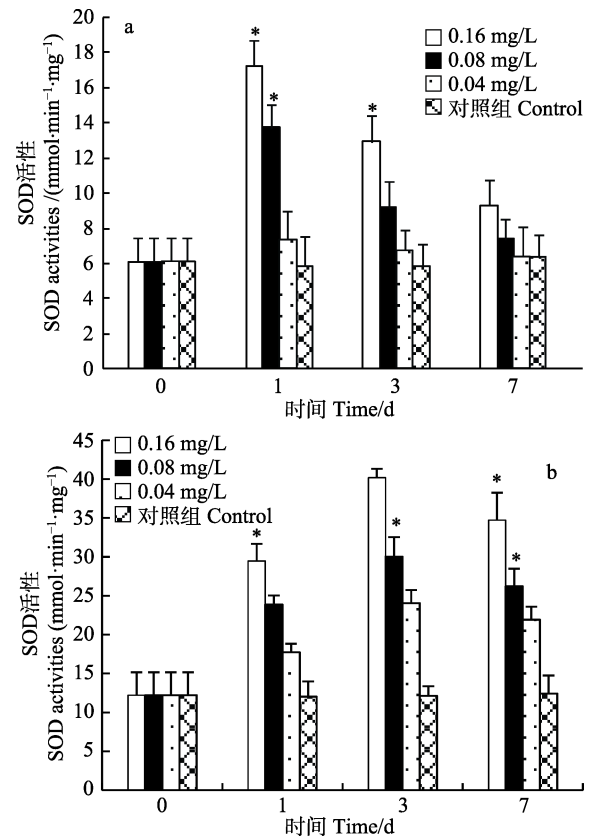 a
SOD活性
SOD activities /(mmol·min⁻¹·mg⁻¹)
20
18
16
14
12
10
8
6
4
2
0
*
*
*
0.16 mg/L
0.08 mg/L
0.04 mg/L
对照组 Control
0 1 3 7
时间 Time/d
b
SOD活性
SOD activities (mmol·min⁻¹·mg⁻¹)
45
40
35
30
25
20
15
10
5
0
0.16 mg/L
0.08 mg/L
0.04 mg/L
对照组 Control
*
*
*
*
0 1 3 7
时间 Time/d